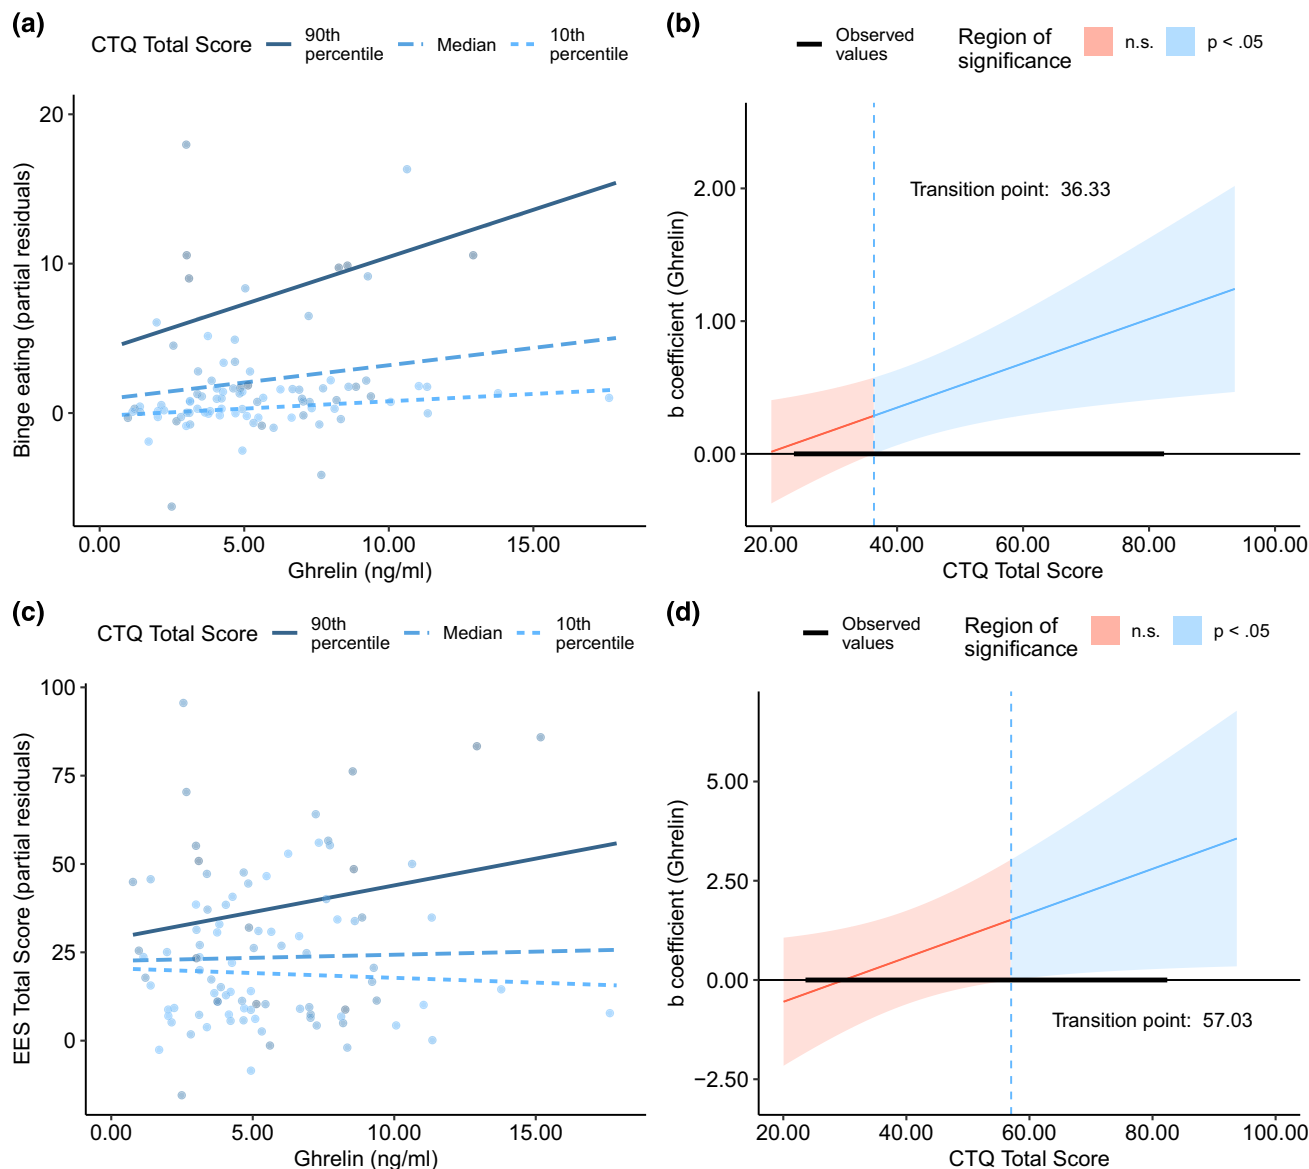 (a)
CTQ Total Score
90th
percentile
Median
10th
percentile
Binge eating (partial residuals)
20
10
0
0.00 5.00 10.00 15.00
Ghrelin (ng/ml)
(b)
Observed
values
Region of
significance
n.s.
p < .05
b coefficient (Ghrelin)
2.00
1.00
0.00
Transition point: 36.33
20.00 40.00 60.00 80.00 100.00
CTQ Total Score
(c)
CTQ Total Score
90th
percentile
Median
10th
percentile
EES Total Score (partial residuals)
100
75
50
25
0
0.00 5.00 10.00 15.00
Ghrelin (ng/ml)
(d)
Observed
values
Region of
significance
n.s.
p < .05
b coefficient (Ghrelin)
5.00
2.50
0.00
−2.50
Transition point: 57.03
20.00 40.00 60.00 80.00 100.00
CTQ Total Score